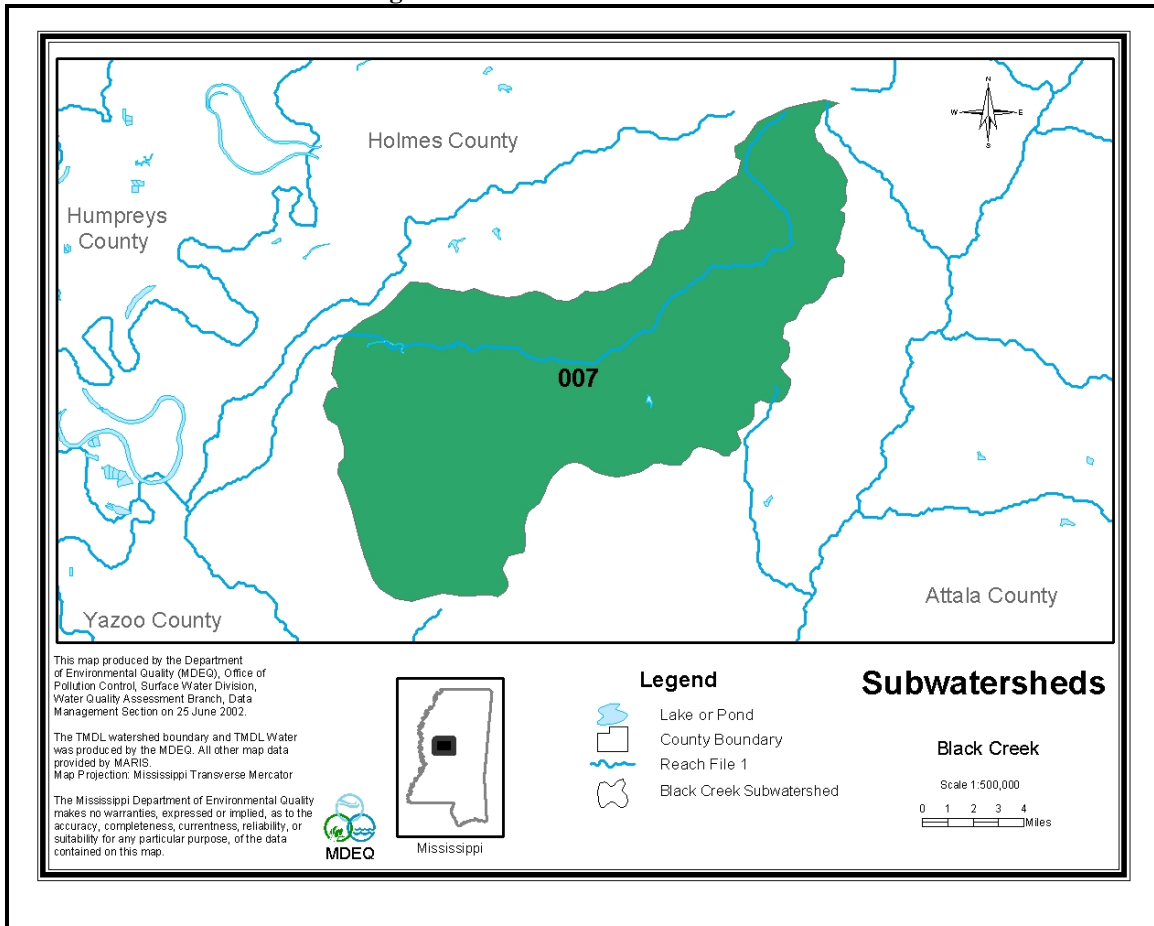 Holmes County
Humpreys
County
007
Yazoo County
Attala County
N
W
E
S
This map produced by the Department
of Environmental Quality (MDEQ), Office of
Pollution Control, Surface Water Division,
Water Quality Assessment Branch, Data
Management Section on 25 June 2002.
The TMDL watershed boundary and TMDL Water
was produced by the MDEQ. All other map data
provided by MARIS.
Map Projection: Mississippi Transverse Mercator
The Mississippi Department of Environmental Quality
makes no warranties, expressed or implied, as to the
accuracy, completeness, currentness, reliability, or
suitability for any particular purpose, of the data
contained on this map.
MDEQ
Mississippi
Legend
Lake or Pond
County Boundary
Reach File 1
Black Creek Subwatershed
Subwatersheds
Black Creek
Scale 1:500,000
0 1 2 3 4
Miles